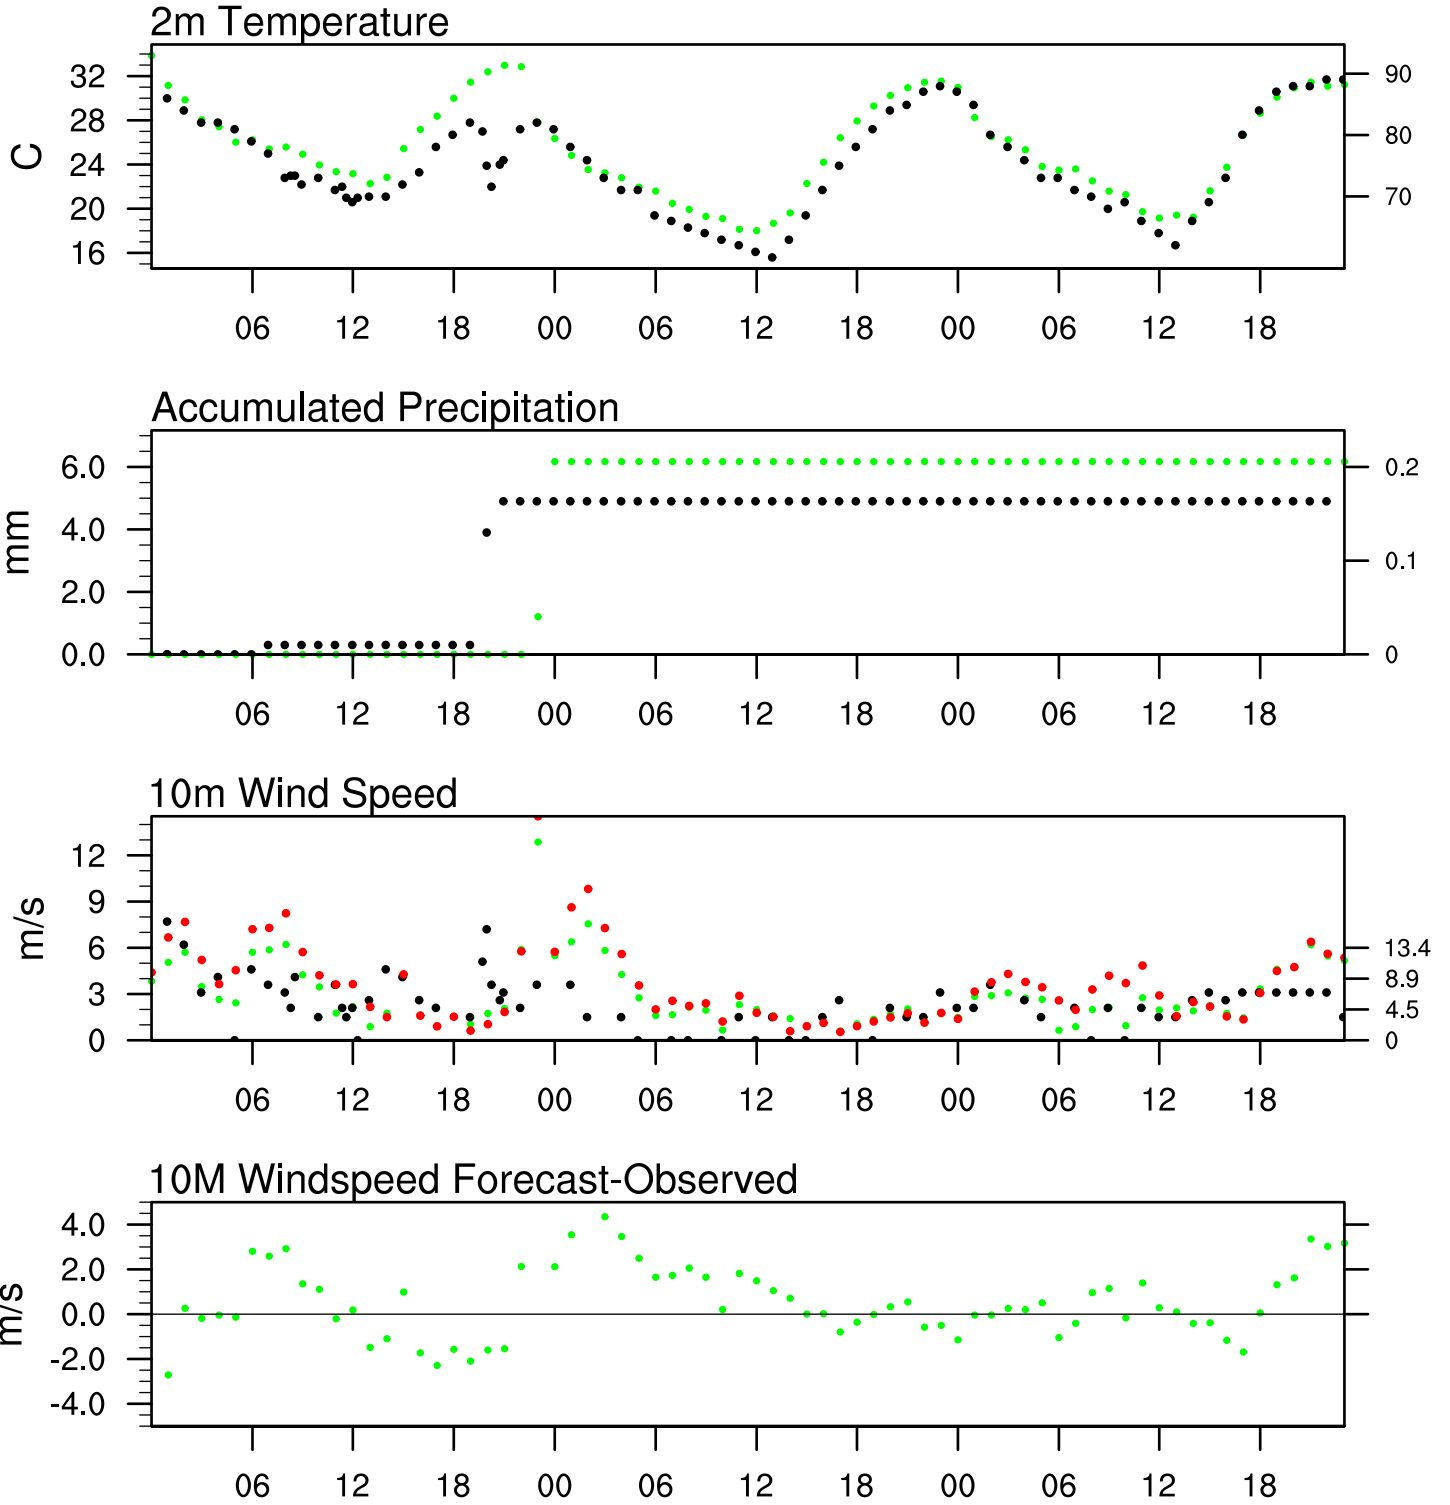 2m Temperature
32 90
28
80
C
24
70
20
16
06 12 18 00 06 12 18 00 06 12 18
Accumulated Precipitation
6.0 0.2
4.0
mm
0.1
2.0
0.0 0
06 12 18 00 06 12 18 00 06 12 18
10m Wind Speed
12
9
m/s
6 13.4
8.9
3
4.5
0 0
06 12 18 00 06 12 18 00 06 12 18
10M Windspeed Forecast-Observed
4.0
2.0
0.0
m/s
-2.0
-4.0
06 12 18 00 06 12 18 00 06 12 18